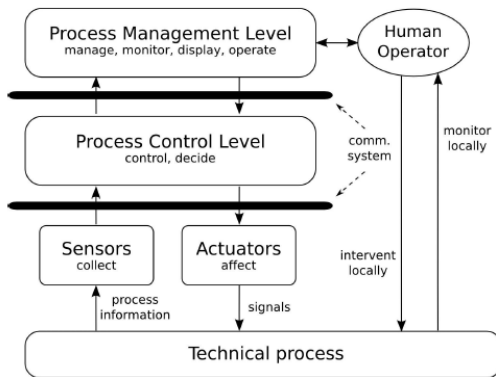 Process Management Level
manage, monitor, display, operate
Human
Operator
Process Control Level
control, decide
comm.
system
monitor
locally
Sensors
collect
Actuators
affect
intervent
locally
process
information
signals
Technical process